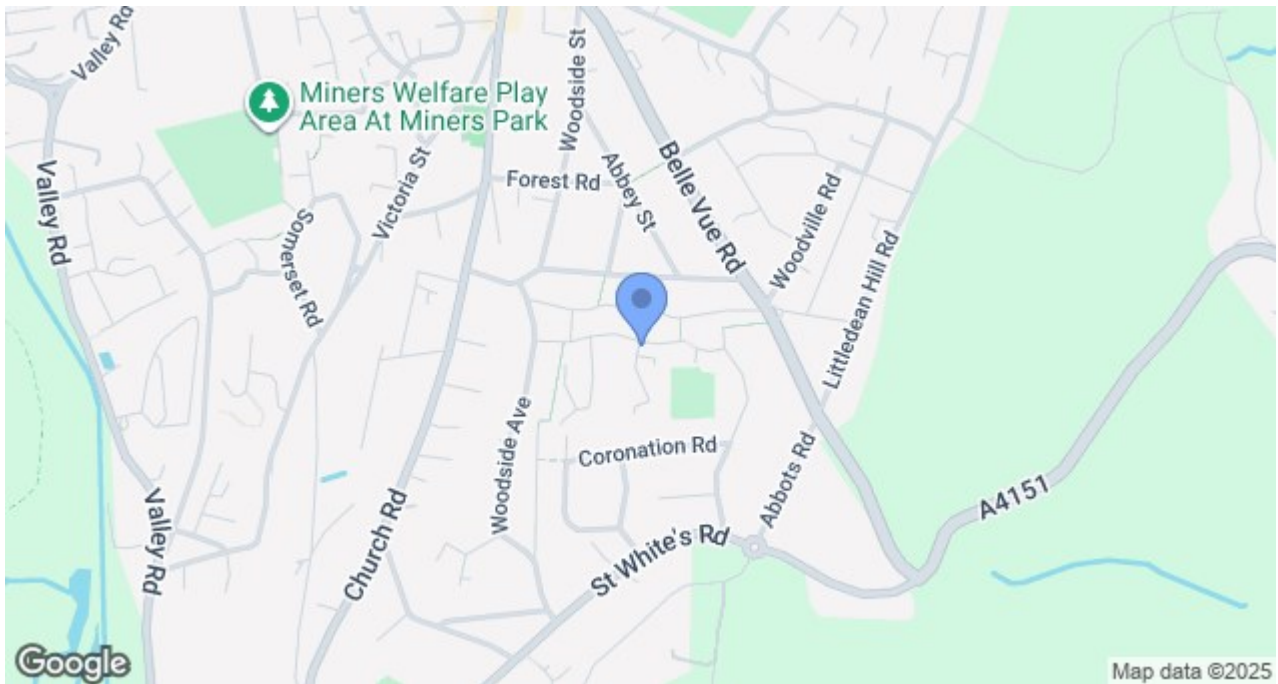 Valley Rd
Miners Welfare Play
Area At Miners Park
Woodside St
Belle Vue Rd
Abbey St
Forest Rd
Victoria St
Valley Rd
Somerset Rd
Woodville Rd
Littledean Hill Rd
Woodside Ave
Coronation Rd
Abbots Rd
A4151
Valley Rd
Church Rd
St White's Rd
Google
Map data ©2025